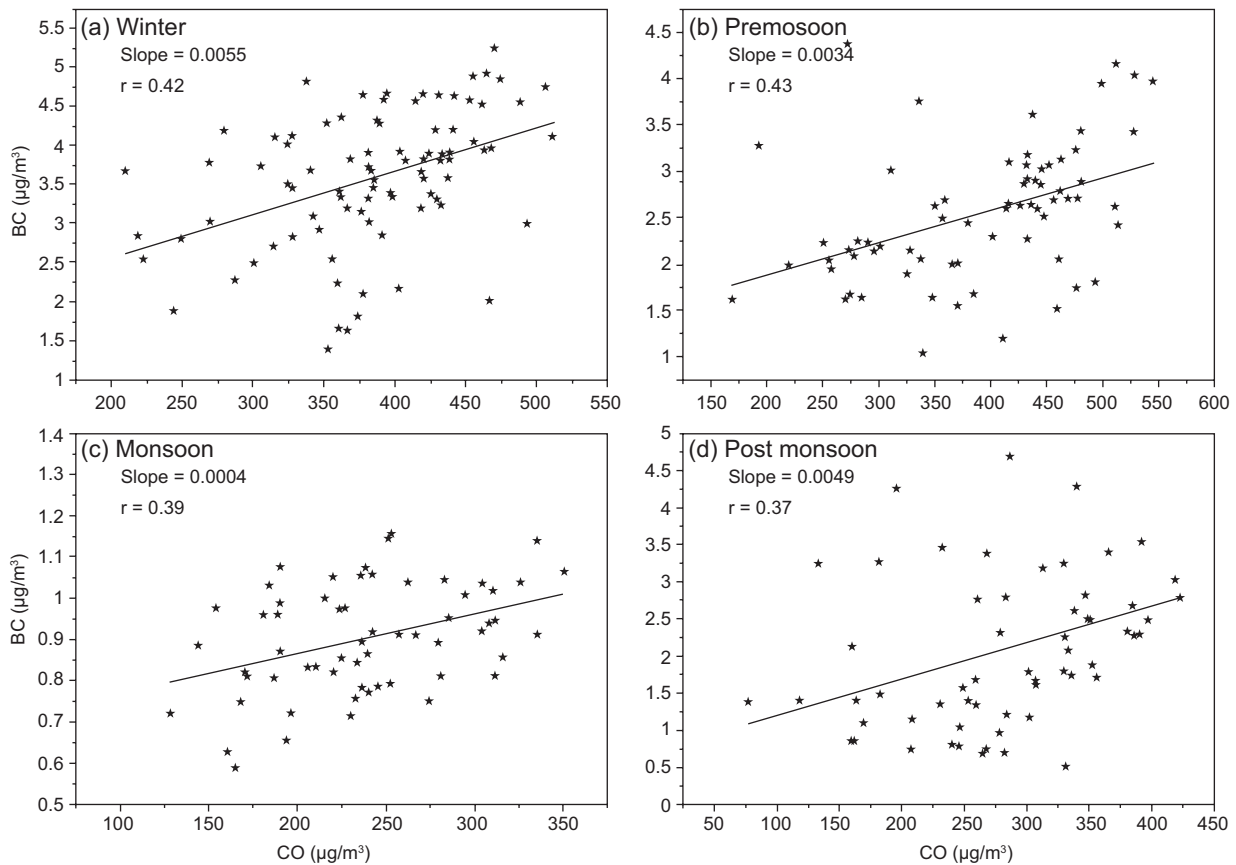 (a) Winter
Slope = 0.0055
r = 0.42
5.5
5
4.5
4
3.5
3
2.5
2
1.5
1
BC (µg/m³)
200 250 300 350 400 450 500 550
(b) Premosoon
Slope = 0.0034
r = 0.43
4.5
4
3.5
3
2.5
2
1.5
1
150 200 250 300 350 400 450 500 550 600
(c) Monsoon
Slope = 0.0004
r = 0.39
1.4
1.3
1.2
1.1
1.0
0.9
0.8
0.7
0.6
0.5
BC (µg/m³)
100 150 200 250 300 350
CO (µg/m³)
(d) Post monsoon
Slope = 0.0049
r = 0.37
5
4.5
4
3.5
3
2.5
2
1.5
1
0.5
0
50 100 150 200 250 300 350 400 450
CO (µg/m³)